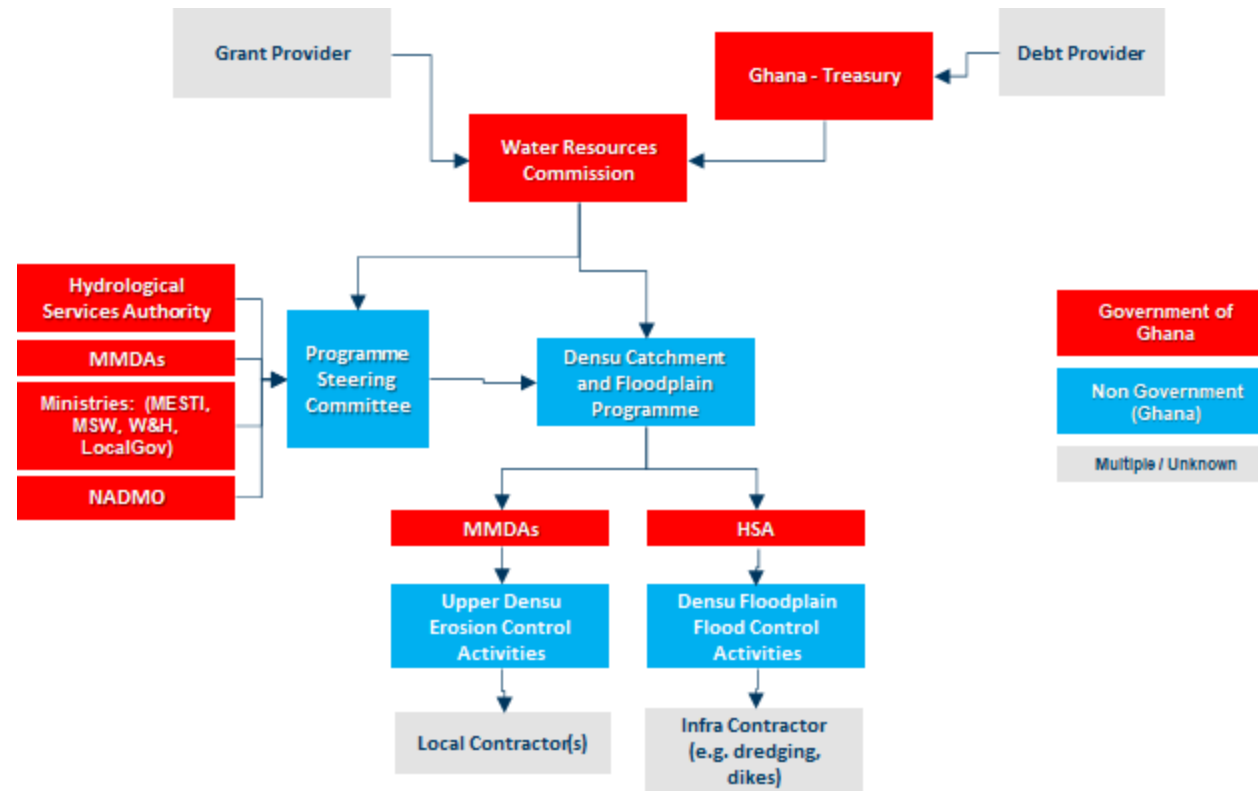 Grant Provider
Ghana - Treasury
Debt Provider
Water Resources
Commission
Hydrological
Services Authority
MMDAs
Ministries: (MESTI,
MSW, W&H,
LocalGov)
NADMO
Programme
Steering
Committee
Densu Catchment
and Floodplain
Programme
Government of
Ghana
Non Government
(Ghana)
Multiple / Unknown
MMDAs
HSA
Upper Densu
Erosion Control
Activities
Densu Floodplain
Flood Control
Activities
Local Contractor(s)
Infra Contractor
(e.g. dredging,
dikes)